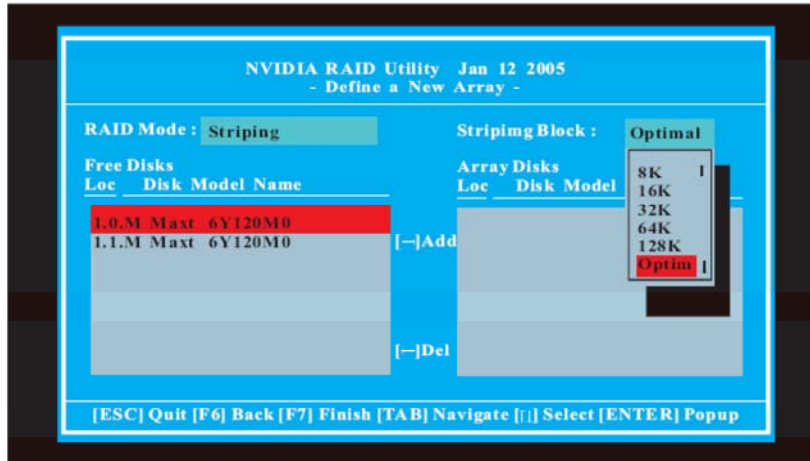 NVIDIA RAID Utility Jan 12 2005
- Define a New Array -
RAID Mode : Striping
Stripimg Block : Optimal
Free Disks
Loc Disk Model Name
Array Disks
Loc Disk Model
8K
16K
32K
64K
128K
Optim
1.0.M Maxt 6Y120M0
1.1.M Maxt 6Y120M0
[—]Add
[—]Del
[ESC] Quit [F6] Back [F7] Finish [TAB] Navigate [↑↓] Select [ENTER] Popup